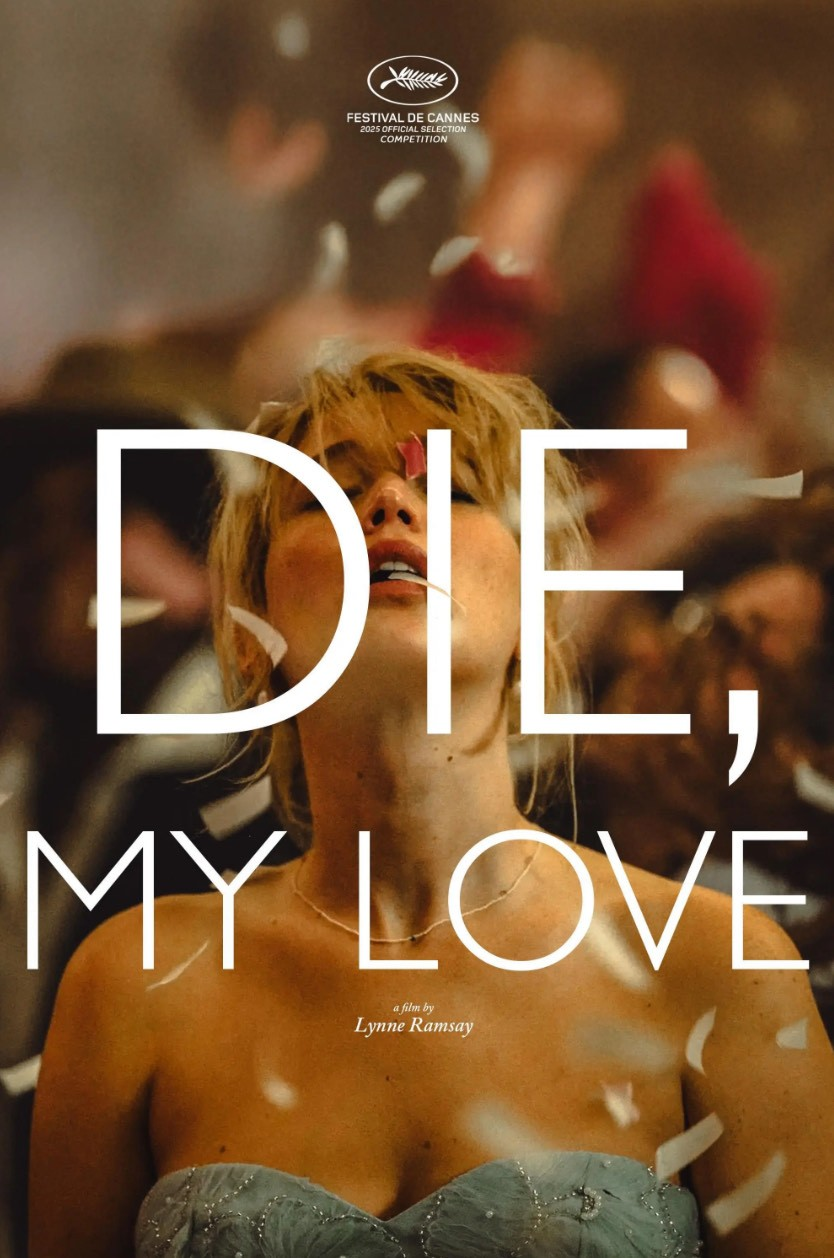 FESTIVAL DE CANNES
2025 OFFICIAL SELECTION
COMPETITION
DIE,
MY LOVE
a film by
Lynne Ramsay